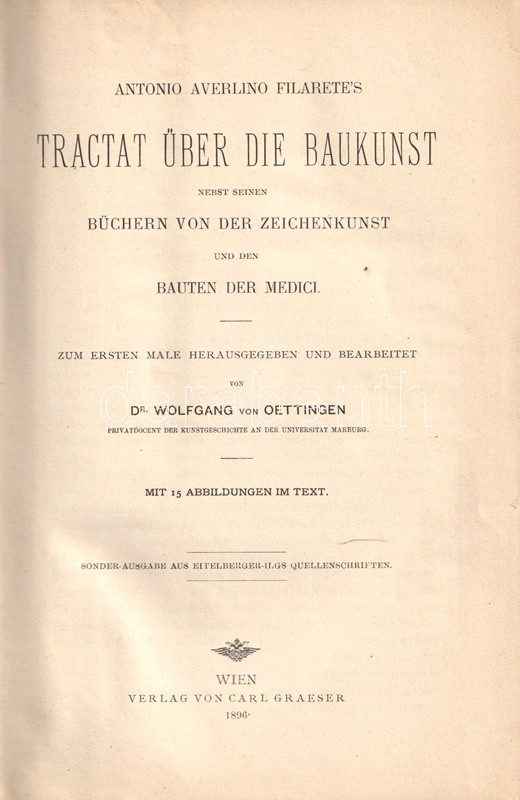 ANTONIO AVERLINO FILARETE'S
TRACTAT ÜBER DIE BAUKUNST
NEBST SEINEN
BÜCHERN VON DER ZEICHENKUNST
UND DEN
BAUTEN DER MEDICI.
ZUM ERSTEN MALE HERAUSGEGEBEN UND BEARBEITET
VON
darabanth
DR. WOLFGANG VON OETTINGEN
PRIVATDOCENT DER KUNSTGESCHICHTE AN DER UNIVERSITÄT MARBURG.
MIT 15 ABBILDUNGEN IM TEXT.
SONDER-AUSGABE AUS EITELBERGER-ILGS QUELLENSCHRIFTEN.
WIEN
VERLAG VON CARL GRAESER
1896.